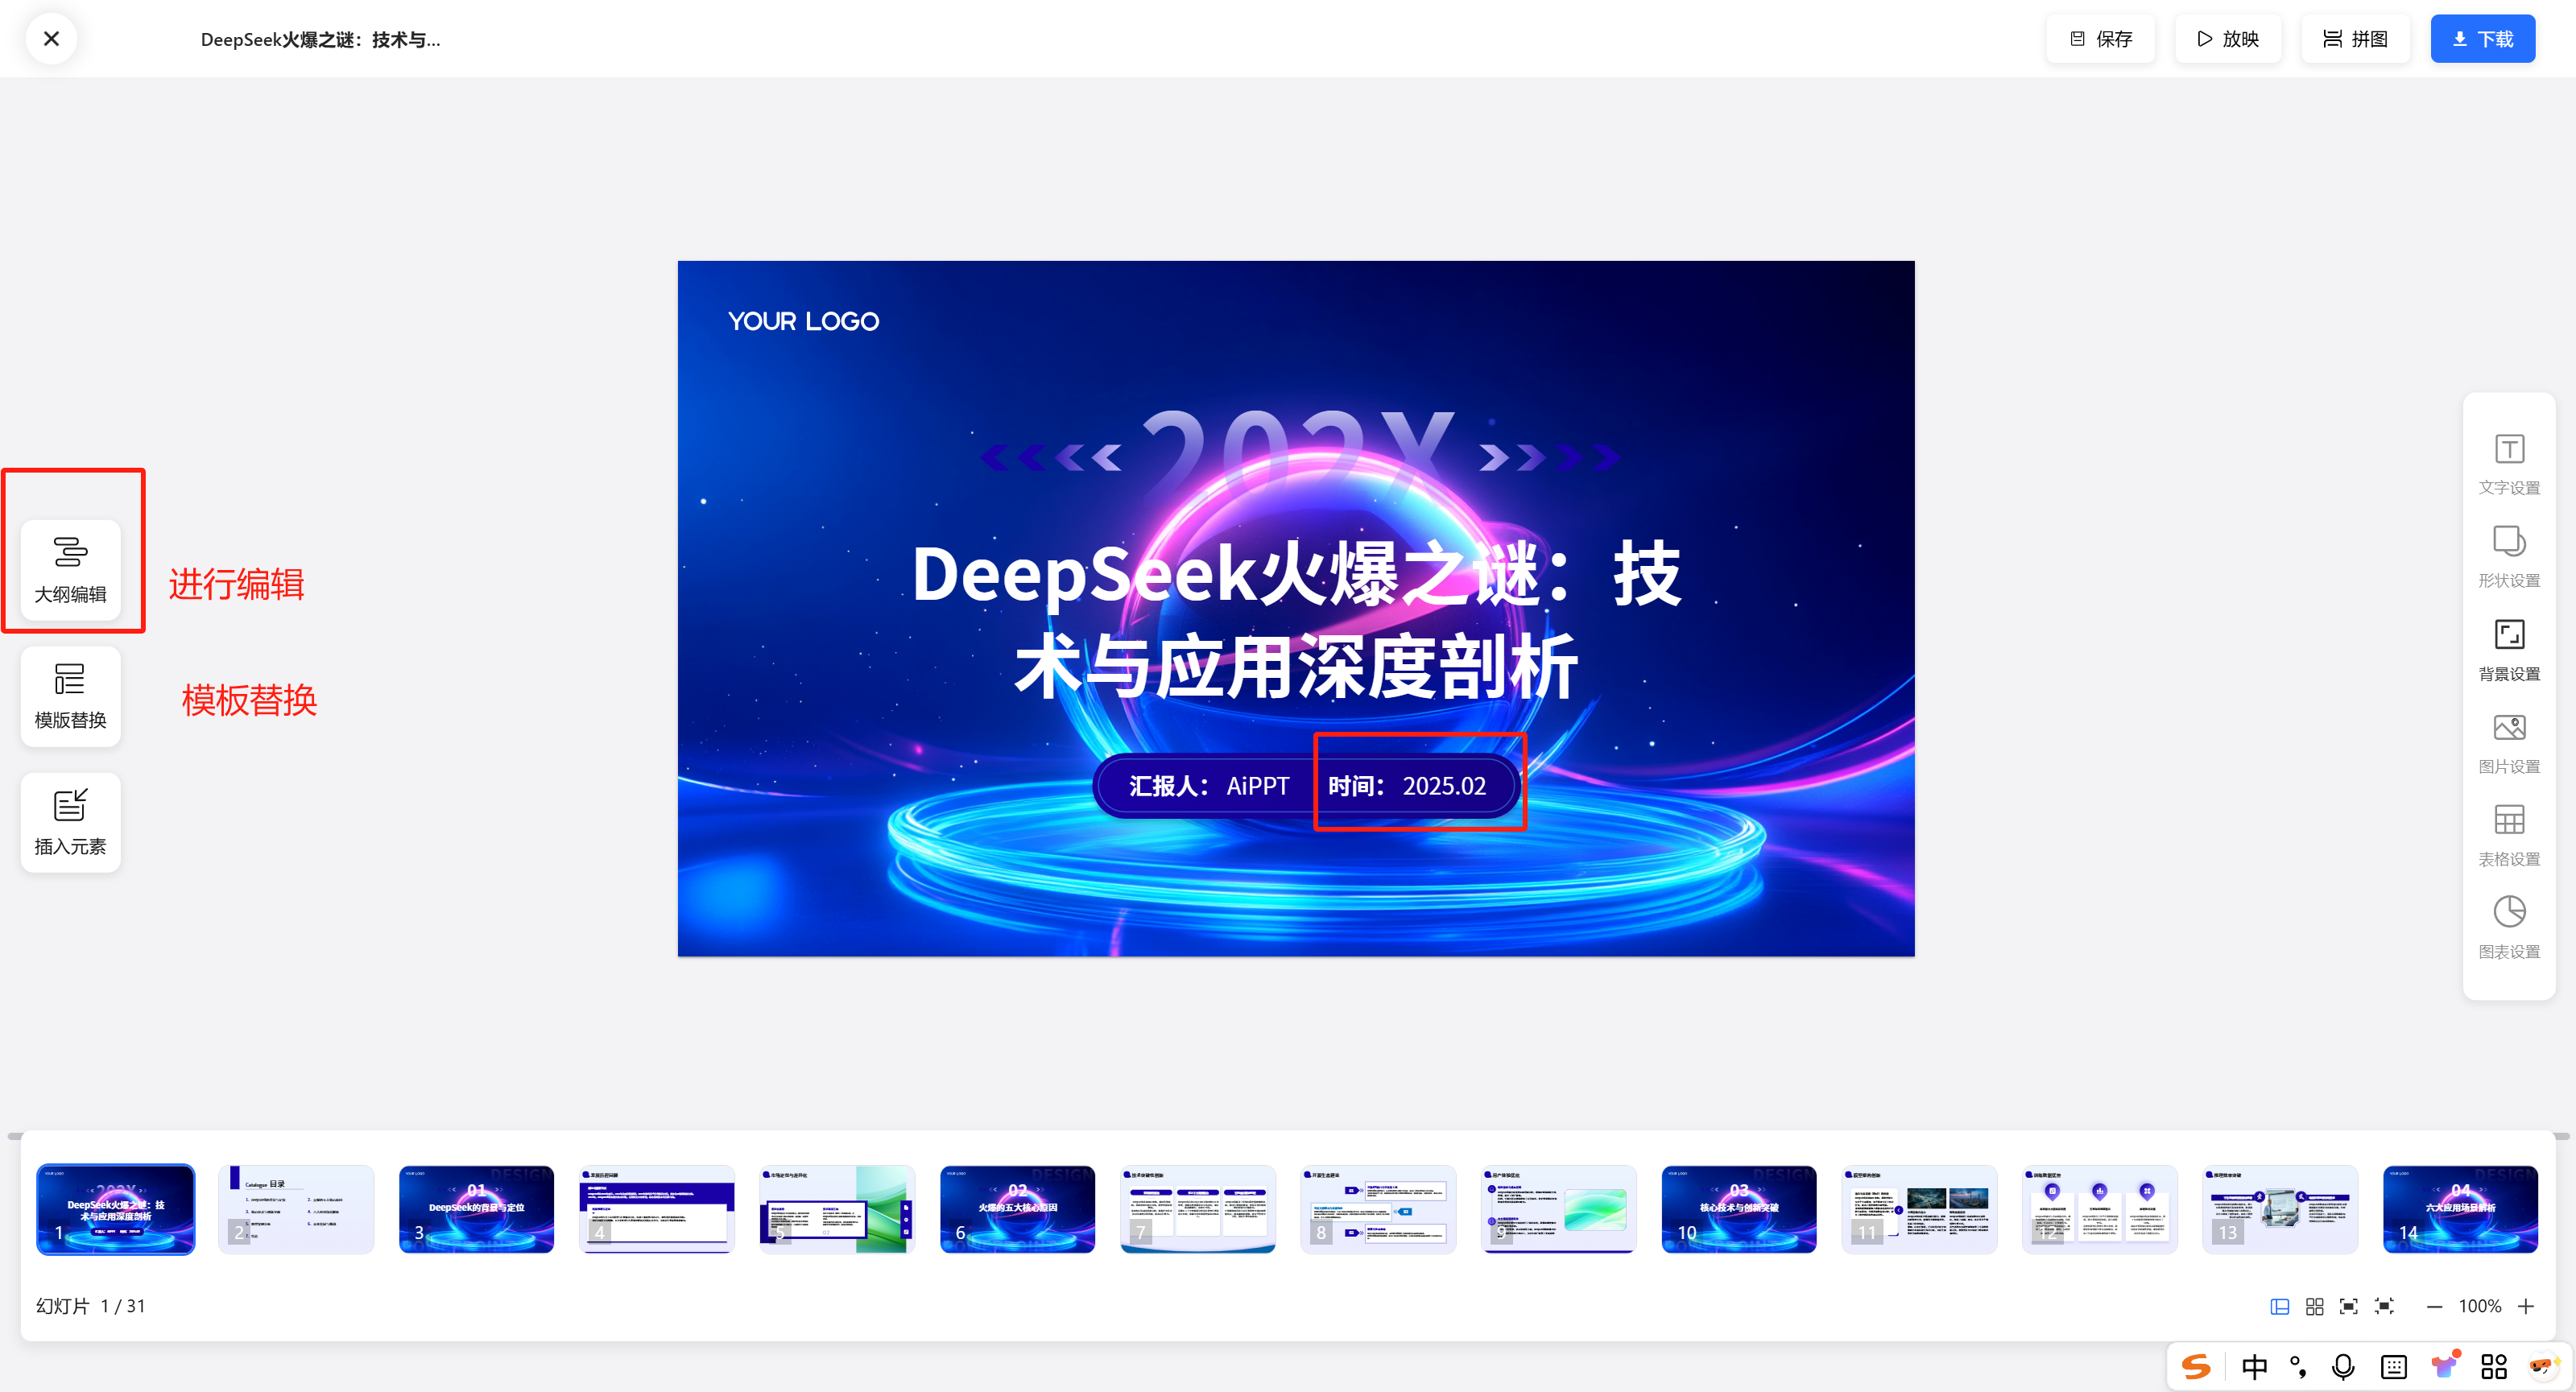 DeepSeek火爆之谜：技术与...
保存
放映
拼图
下载
YOUR LOGO
202X
DeepSeek火爆之谜：技
术与应用深度剖析
汇报人： AiPPT 时间： 2025.02
大纲编辑
进行编辑
模版替换
模板替换
插入元素
文字设置
形状设置
背景设置
图片设置
表格设置
图表设置
DeepSeek火爆之谜：技
术与应用深度剖析
1
Catalogue 目录
2
01
DeepSeek的背景与定位
3
4
5
02
火爆的五大核心原因
6
7
8
03
核心技术与创新突破
10
11
12
13
04
六大应用场景解析
14
幻灯片 1 / 31
100%
中